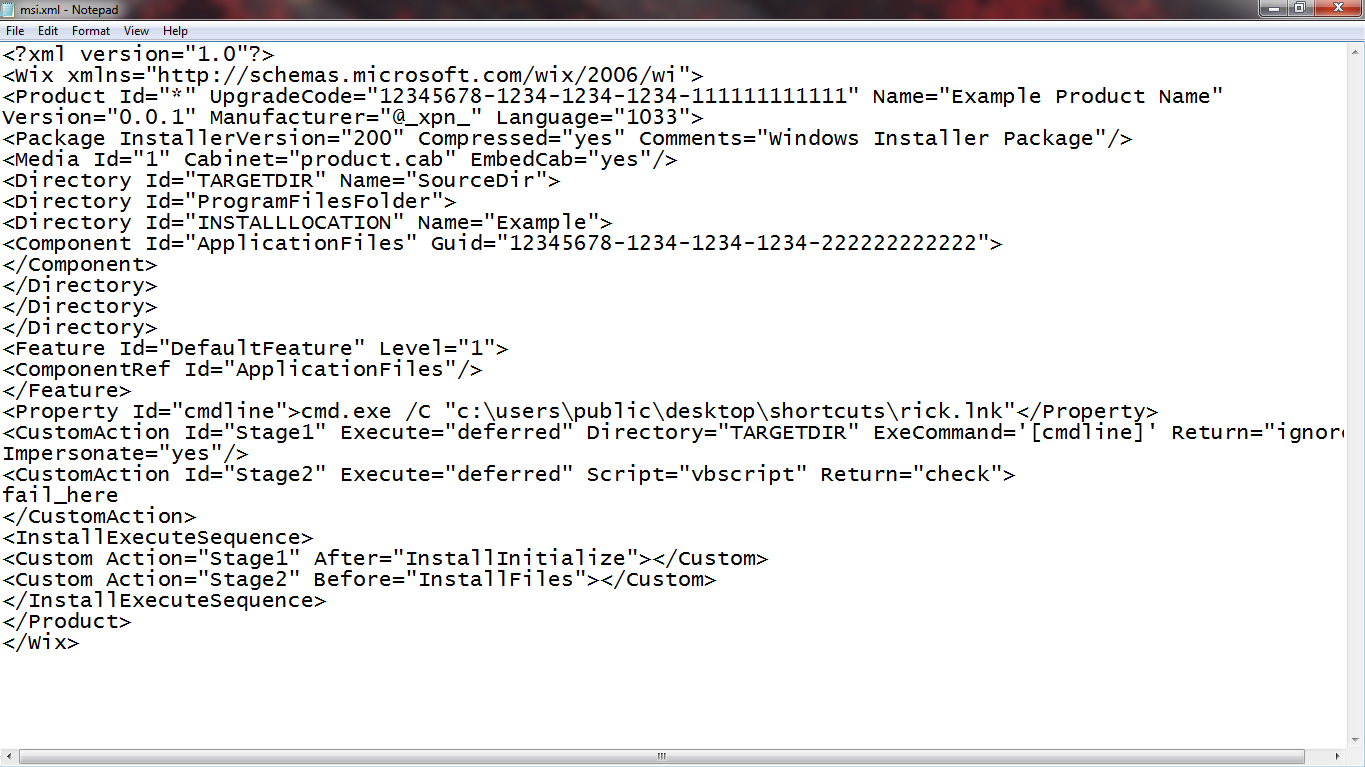 msi.xml - Notepad
File Edit Format View Help
<?xml version="1.0"?>
<Wix xmlns="http://schemas.microsoft.com/wix/2006/wi">
<Product Id="*" UpgradeCode="12345678-1234-1234-1234-111111111111" Name="Example Product Name"
Version="0.0.1" Manufacturer="@_xpn_" Language="1033">
<Package InstallerVersion="200" Compressed="yes" Comments="Windows Installer Package"/>
<Media Id="1" Cabinet="product.cab" EmbedCab="yes"/>
<Directory Id="TARGETDIR" Name="SourceDir">
<Directory Id="ProgramFilesFolder">
<Directory Id="INSTALLLOCATION" Name="Example">
<Component Id="ApplicationFiles" Guid="12345678-1234-1234-1234-222222222222">
</Component>
</Directory>
</Directory>
</Directory>
<Feature Id="DefaultFeature" Level="1">
<ComponentRef Id="ApplicationFiles"/>
</Feature>
<Property Id="cmdline">cmd.exe /C "c:\users\public\desktop\shortcuts\rick.lnk"</Property>
<CustomAction Id="Stage1" Execute="deferred" Directory="TARGETDIR" ExeCommand='[cmdline]' Return="ignore
Impersonate="yes"/>
<CustomAction Id="Stage2" Execute="deferred" Script="vbscript" Return="check">
fail_here
</CustomAction>
<InstallExecuteSequence>
<Custom Action="Stage1" After="InstallInitialize"></Custom>
<Custom Action="Stage2" Before="InstallFiles"></Custom>
</InstallExecuteSequence>
</Product>
</Wix>